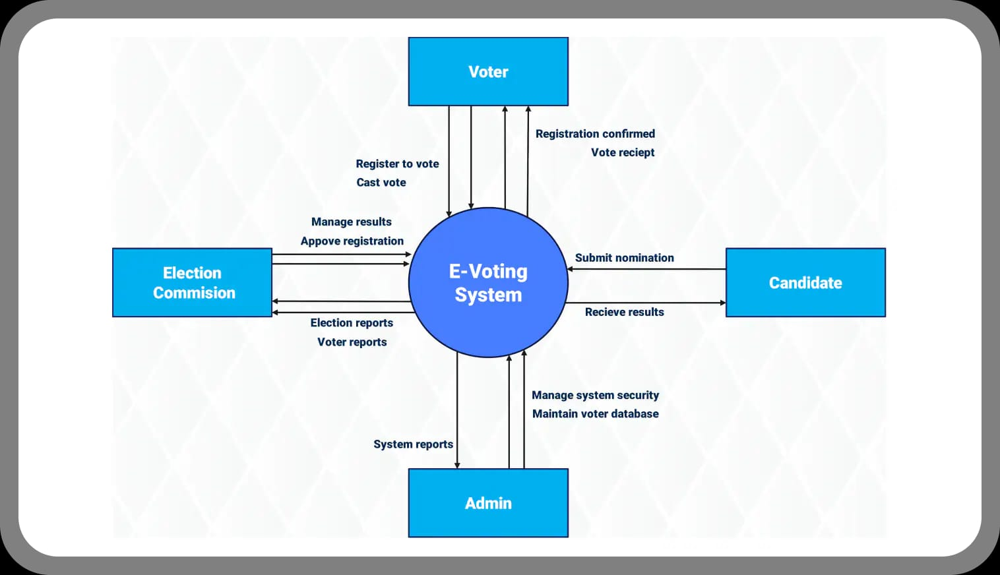 Voter
Registration confirmed
Vote reciept
Register to vote
Cast vote
Manage results
Appove registration
Election
Commision
E-Voting
System
Submit nomination
Candidate
Recieve results
Election reports
Voter reports
Manage system security
Maintain voter database
System reports
Admin